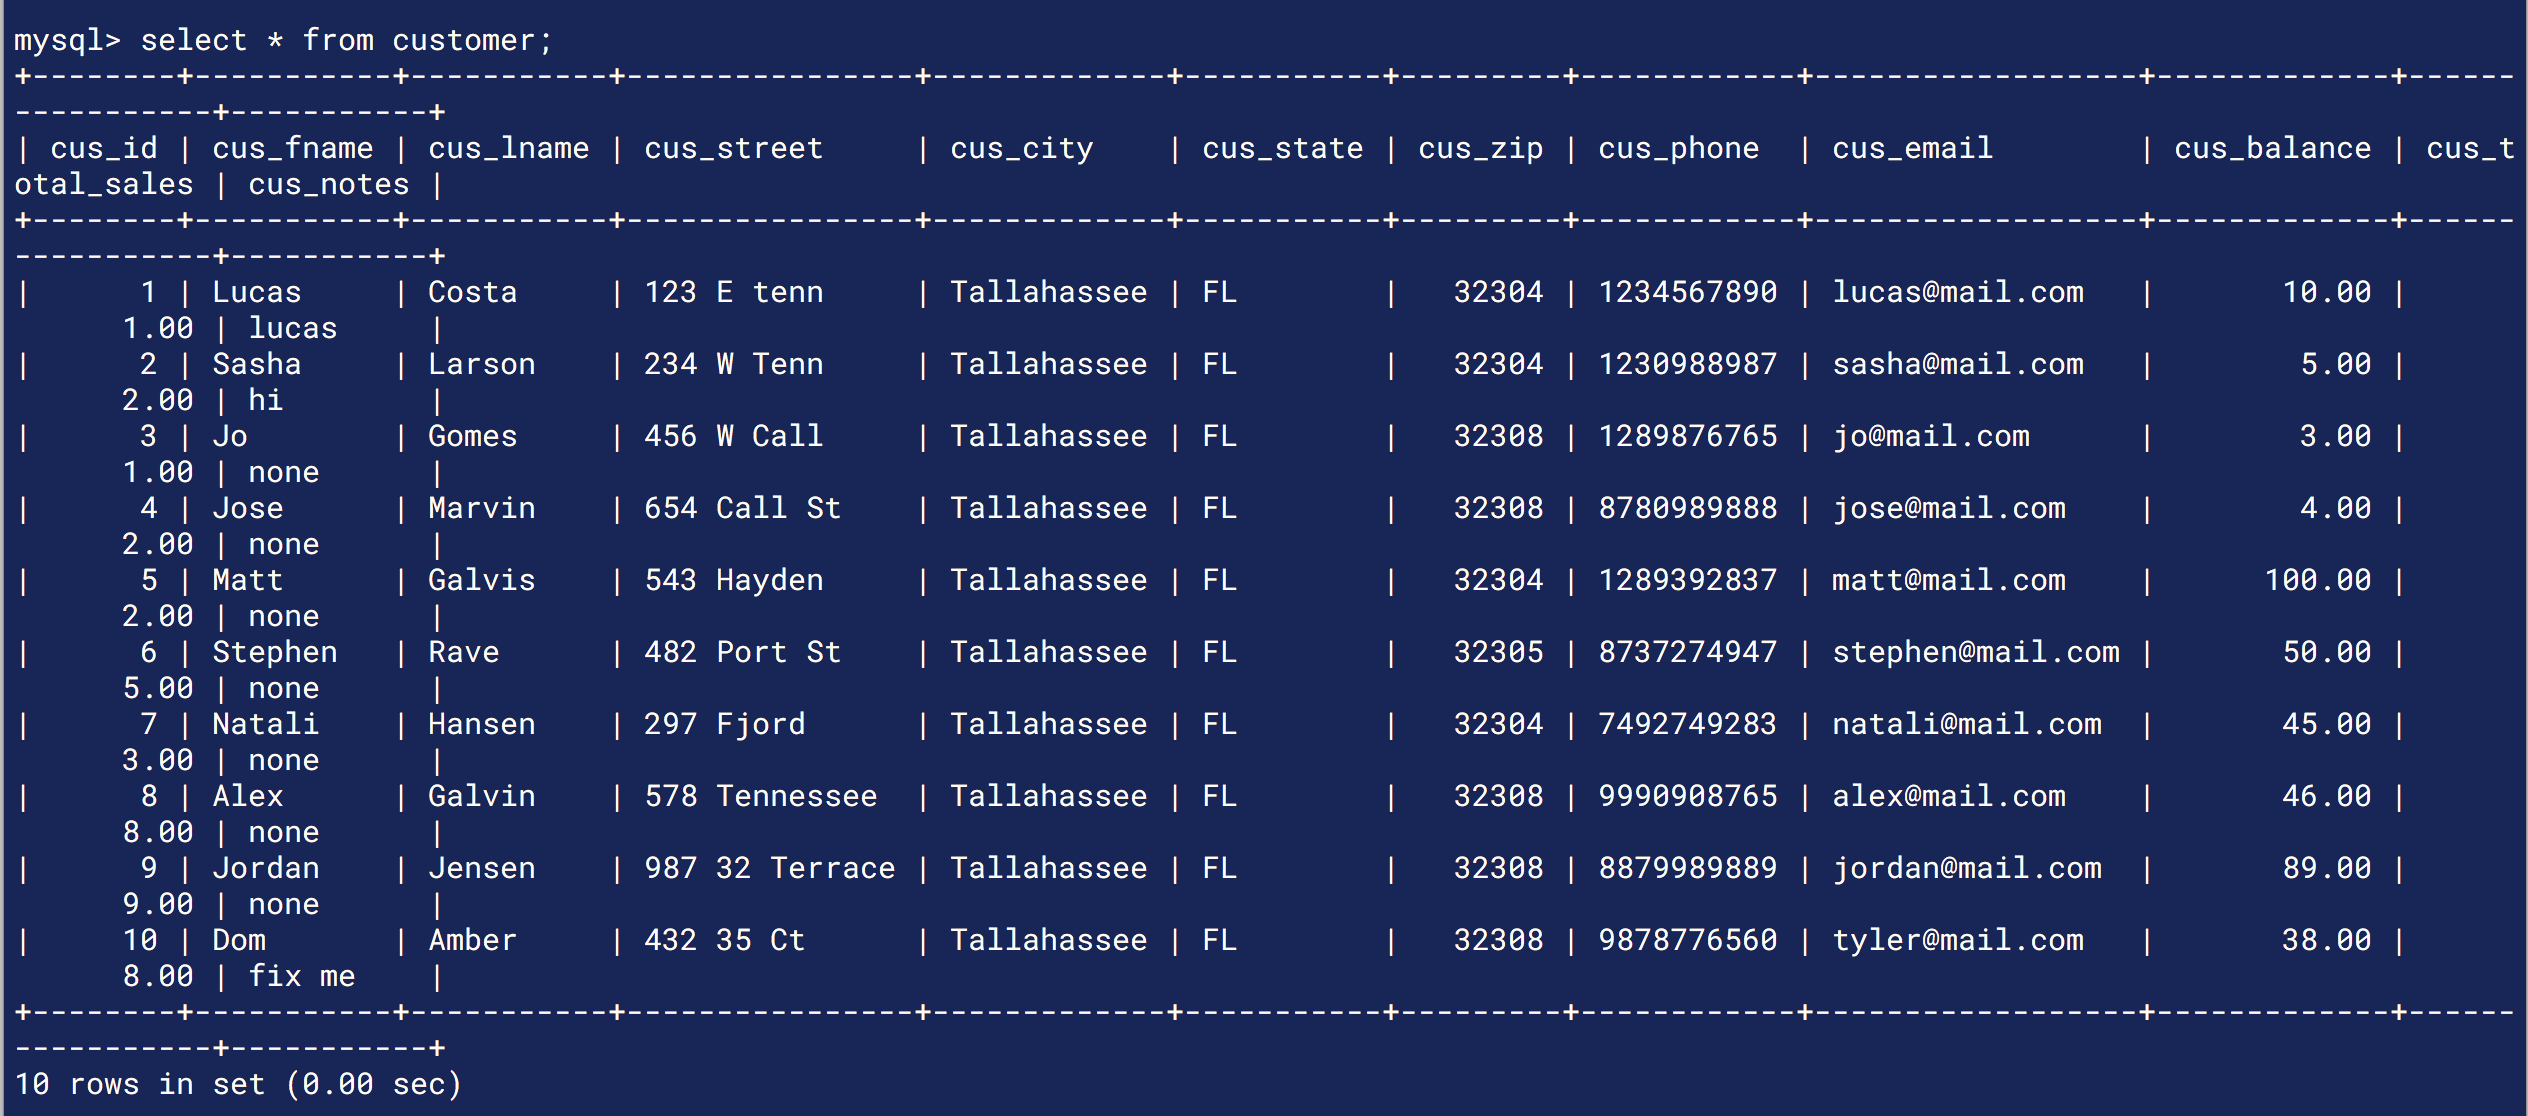 mysql> select * from customer;
+--------+-----------+-----------+----------------+-------------+-----------+---------+------------+------------------+-------------+------
-----------+-----------+
| cus_id | cus_fname | cus_lname | cus_street     | cus_city    | cus_state | cus_zip | cus_phone  | cus_email        | cus_balance | cus_t
otal_sales | cus_notes |
+--------+-----------+-----------+----------------+-------------+-----------+---------+------------+------------------+-------------+------
-----------+-----------+
|      1 | Lucas     | Costa     | 123 E tenn     | Tallahassee | FL        |   32304 | 1234567890 | lucas@mail.com   |       10.00 |
      1.00 | lucas     |
|      2 | Sasha     | Larson    | 234 W Tenn     | Tallahassee | FL        |   32304 | 1230988987 | sasha@mail.com   |        5.00 |
      2.00 | hi        |
|      3 | Jo        | Gomes     | 456 W Call     | Tallahassee | FL        |   32308 | 1289876765 | jo@mail.com      |        3.00 |
      1.00 | none      |
|      4 | Jose      | Marvin    | 654 Call St    | Tallahassee | FL        |   32308 | 8780989888 | jose@mail.com    |        4.00 |
      2.00 | none      |
|      5 | Matt      | Galvis    | 543 Hayden     | Tallahassee | FL        |   32304 | 1289392837 | matt@mail.com    |      100.00 |
      2.00 | none      |
|      6 | Stephen   | Rave      | 482 Port St    | Tallahassee | FL        |   32305 | 8737274947 | stephen@mail.com |       50.00 |
      5.00 | none      |
|      7 | Natali    | Hansen    | 297 Fjord      | Tallahassee | FL        |   32304 | 7492749283 | natali@mail.com  |       45.00 |
      3.00 | none      |
|      8 | Alex      | Galvin    | 578 Tennessee  | Tallahassee | FL        |   32308 | 9990908765 | alex@mail.com    |       46.00 |
      8.00 | none      |
|      9 | Jordan    | Jensen    | 987 32 Terrace | Tallahassee | FL        |   32308 | 8879989889 | jordan@mail.com  |       89.00 |
      9.00 | none      |
|     10 | Dom       | Amber     | 432 35 Ct      | Tallahassee | FL        |   32308 | 9878776560 | tyler@mail.com   |       38.00 |
      8.00 | fix me    |
+--------+-----------+-----------+----------------+-------------+-----------+---------+------------+------------------+-------------+------
-----------+-----------+
10 rows in set (0.00 sec)